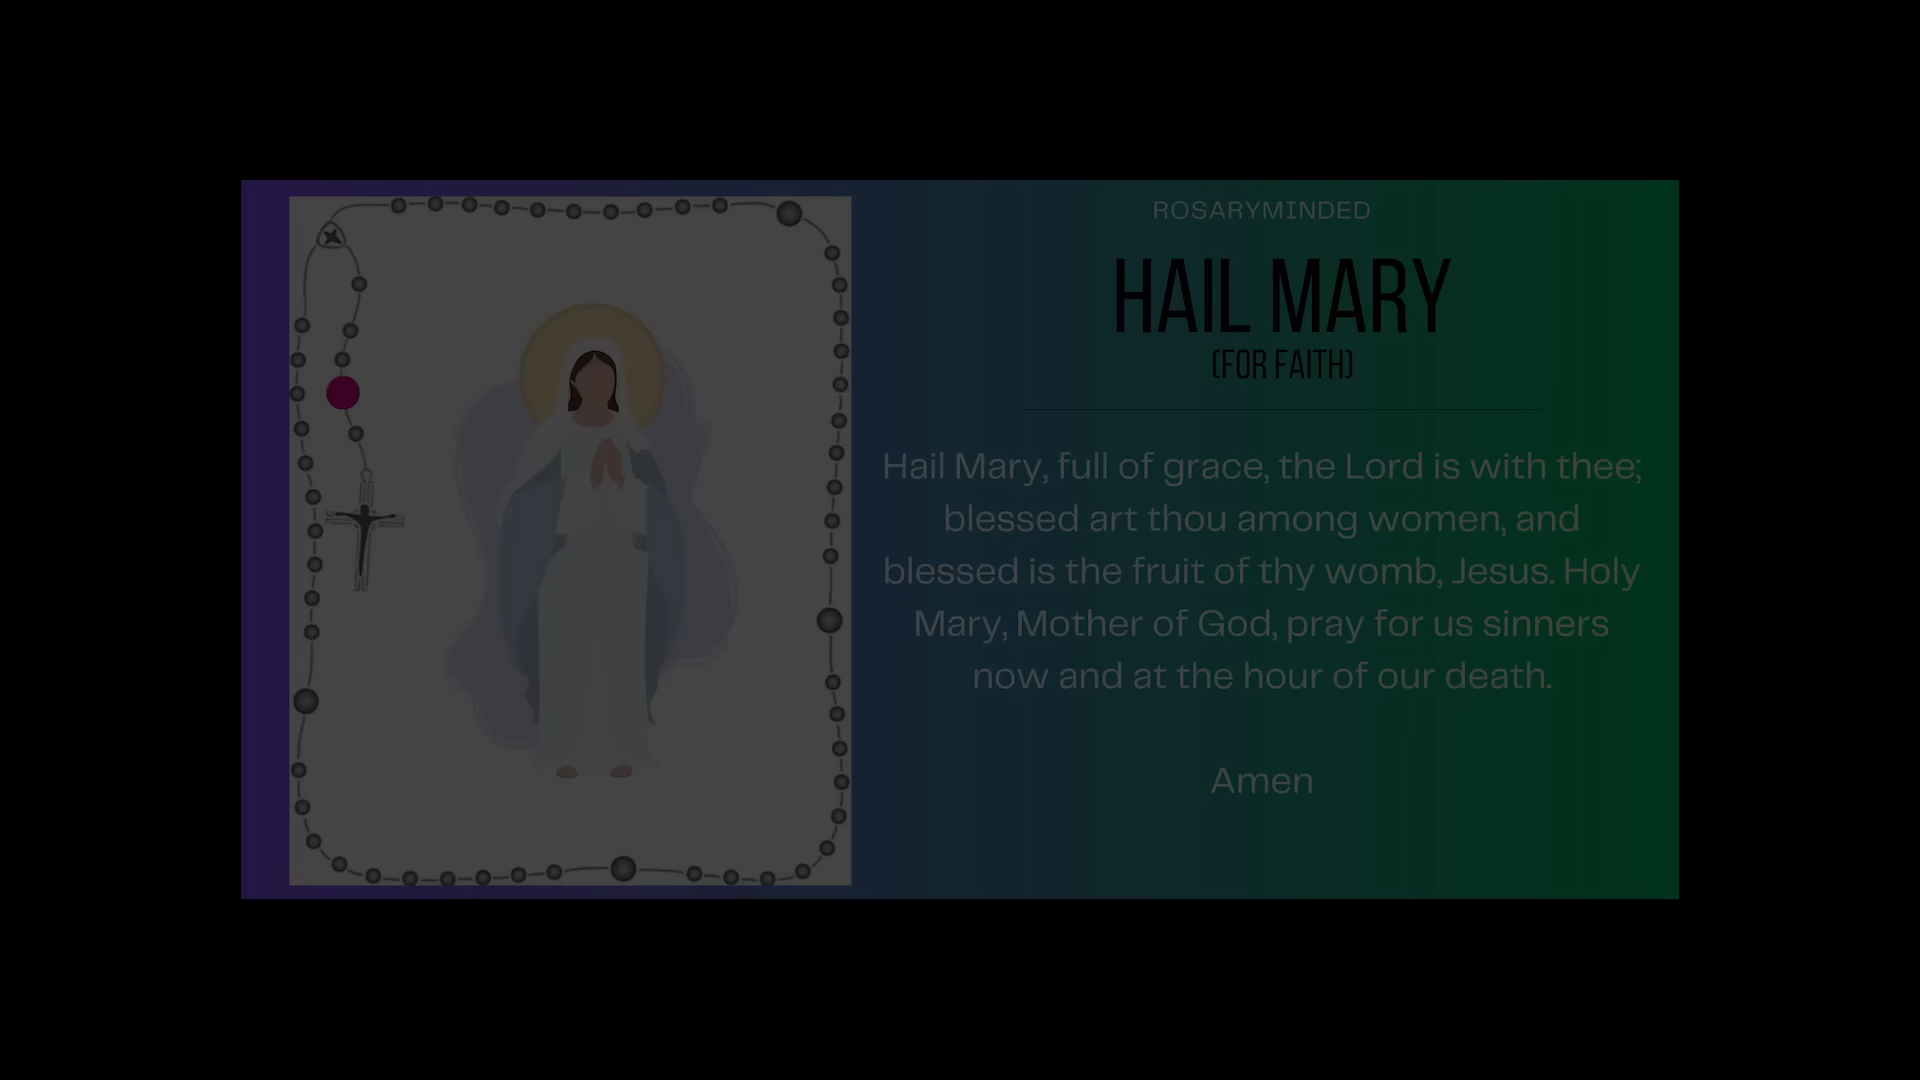 ROSARYMINDED
HAIL MARY
(FOR FAITH)
Hail Mary, full of grace, the Lord is with thee;
blessed art thou among women, and
blessed is the fruit of thy womb, Jesus. Holy
Mary, Mother of God, pray for us sinners
now and at the hour of our death.
Amen